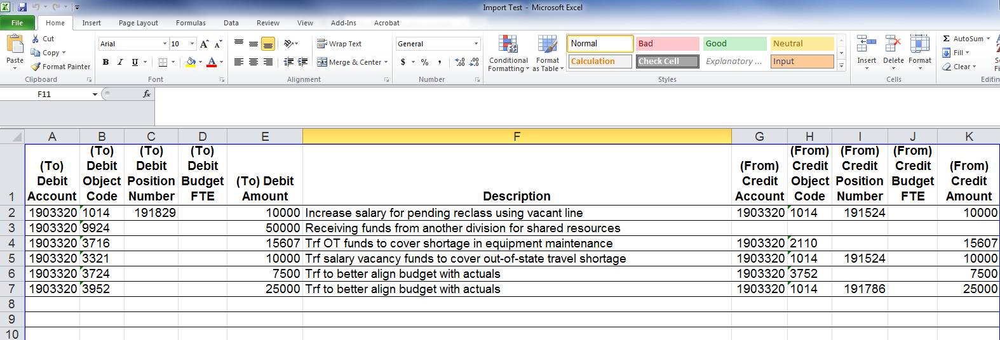 Import Test - Microsoft Excel
File Home Insert Page Layout Formulas Data Review View Add-Ins Acrobat
Cut Arial 10 A A Wrap Text General Normal Bad Good Neutral Σ AutoSum
Paste Copy Conditional Formatting Format as Table Insert Delete Format Fill
Format Painter B I U A Merge & Center $ % , .00 .0 Calculation Check Cell Explanatory ... Input Clear
Clipboard Font Alignment Number Styles Cells Editin
F11 fx
A B C D E F G H I J K
1 (To) Debit Account (To) Debit Object Code (To) Debit Position Number (To) Debit Budget FTE (To) Debit Amount Description (From) Credit Account (From) Credit Object Code (From) Credit Position Number (From) Credit Budget FTE (From) Credit Amount
2 1903320 1014 191829 10000 Increase salary for pending reclass using vacant line 1903320 1014 191524 10000
3 1903320 9924 50000 Receiving funds from another division for shared resources
4 1903320 3716 15607 Trf OT funds to cover shortage in equipment maintenance 1903320 2110 15607
5 1903320 3321 10000 Trf salary vacancy funds to cover out-of-state travel shortage 1903320 1014 191524 10000
6 1903320 3724 7500 Trf to better align budget with actuals 1903320 3752 7500
7 1903320 3952 25000 Trf to better align budget with actuals 1903320 1014 191786 25000
8
9
10